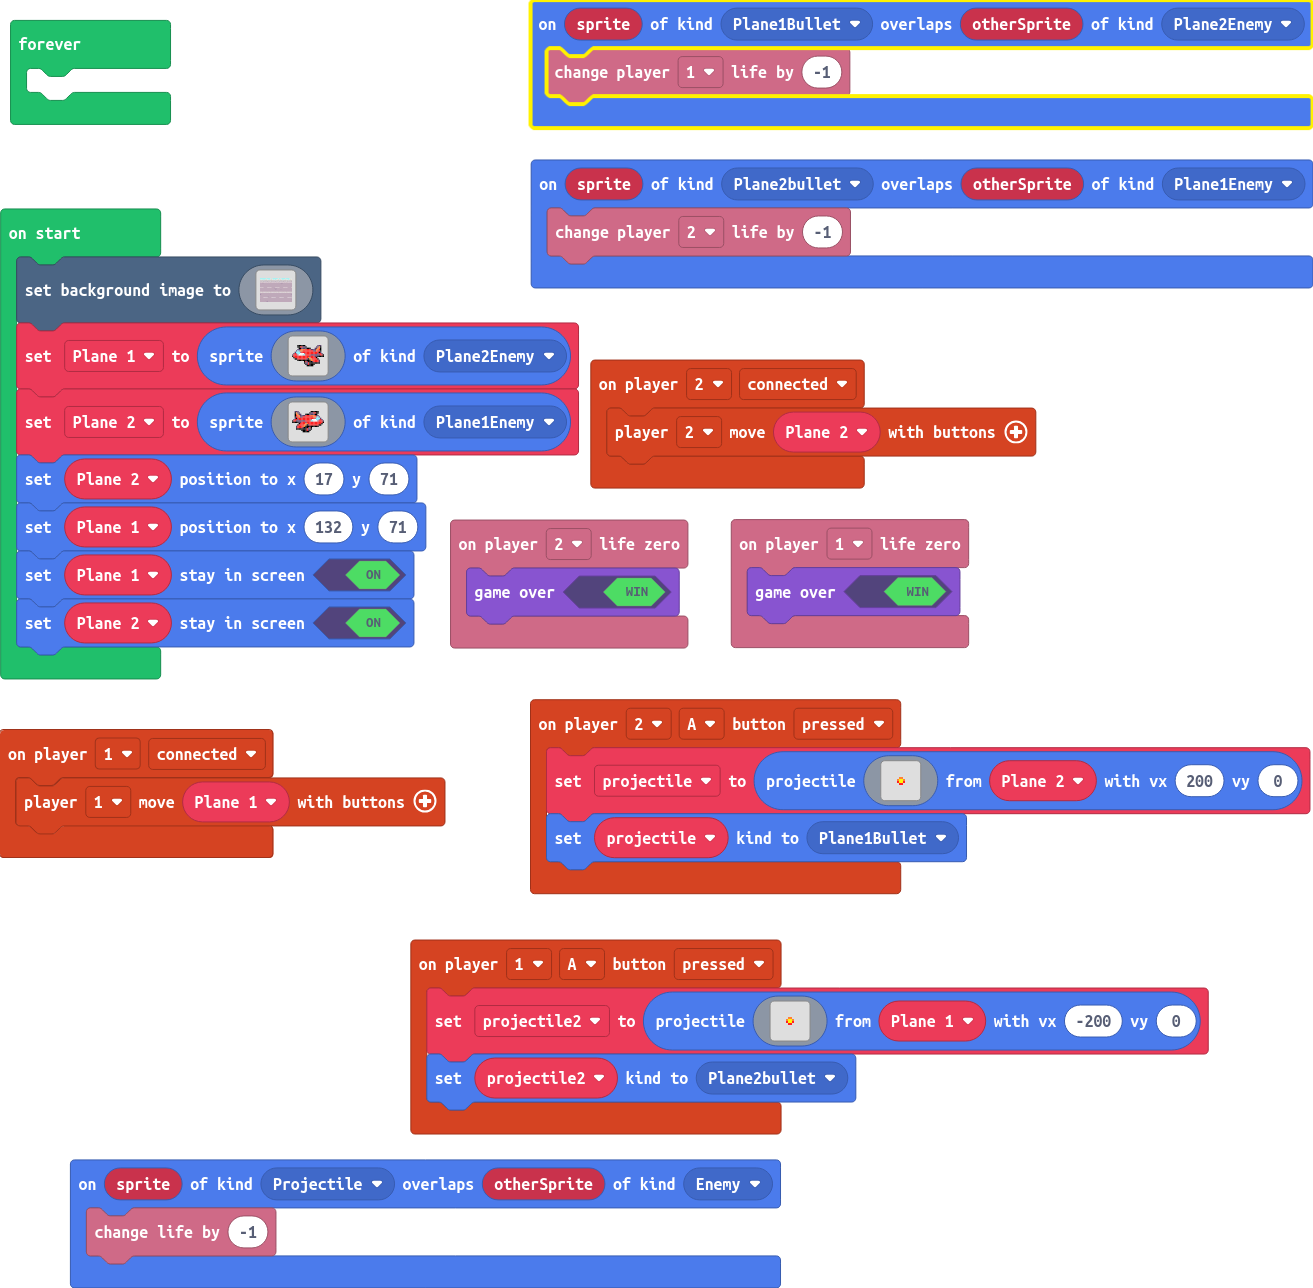 forever
on sprite of kind Plane1Bullet overlaps otherSprite of kind Plane2Enemy
change player 1 life by -1
on sprite of kind Plane2bullet overlaps otherSprite of kind Plane1Enemy
change player 2 life by -1
on start
set background image to
set Plane 1 to sprite of kind Plane2Enemy
set Plane 2 to sprite of kind Plane1Enemy
set Plane 2 position to x 17 y 71
set Plane 1 position to x 132 y 71
set Plane 1 stay in screen ON
set Plane 2 stay in screen ON
on player 2 connected
player 2 move Plane 2 with buttons
on player 2 life zero
game over WIN
on player 1 life zero
game over WIN
on player 1 connected
player 1 move Plane 1 with buttons
on player 2 A button pressed
set projectile to projectile from Plane 2 with vx 200 vy 0
set projectile kind to Plane1Bullet
on player 1 A button pressed
set projectile2 to projectile from Plane 1 with vx -200 vy 0
set projectile2 kind to Plane2bullet
on sprite of kind Projectile overlaps otherSprite of kind Enemy
change life by -1